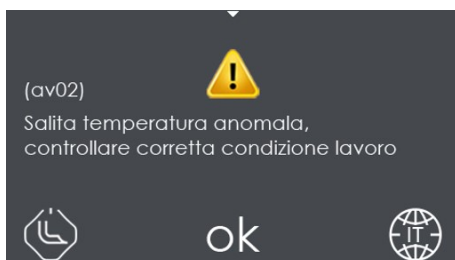 (av02)
Salita temperatura anomala,
controllare corretta condizione lavoro
ok
IT